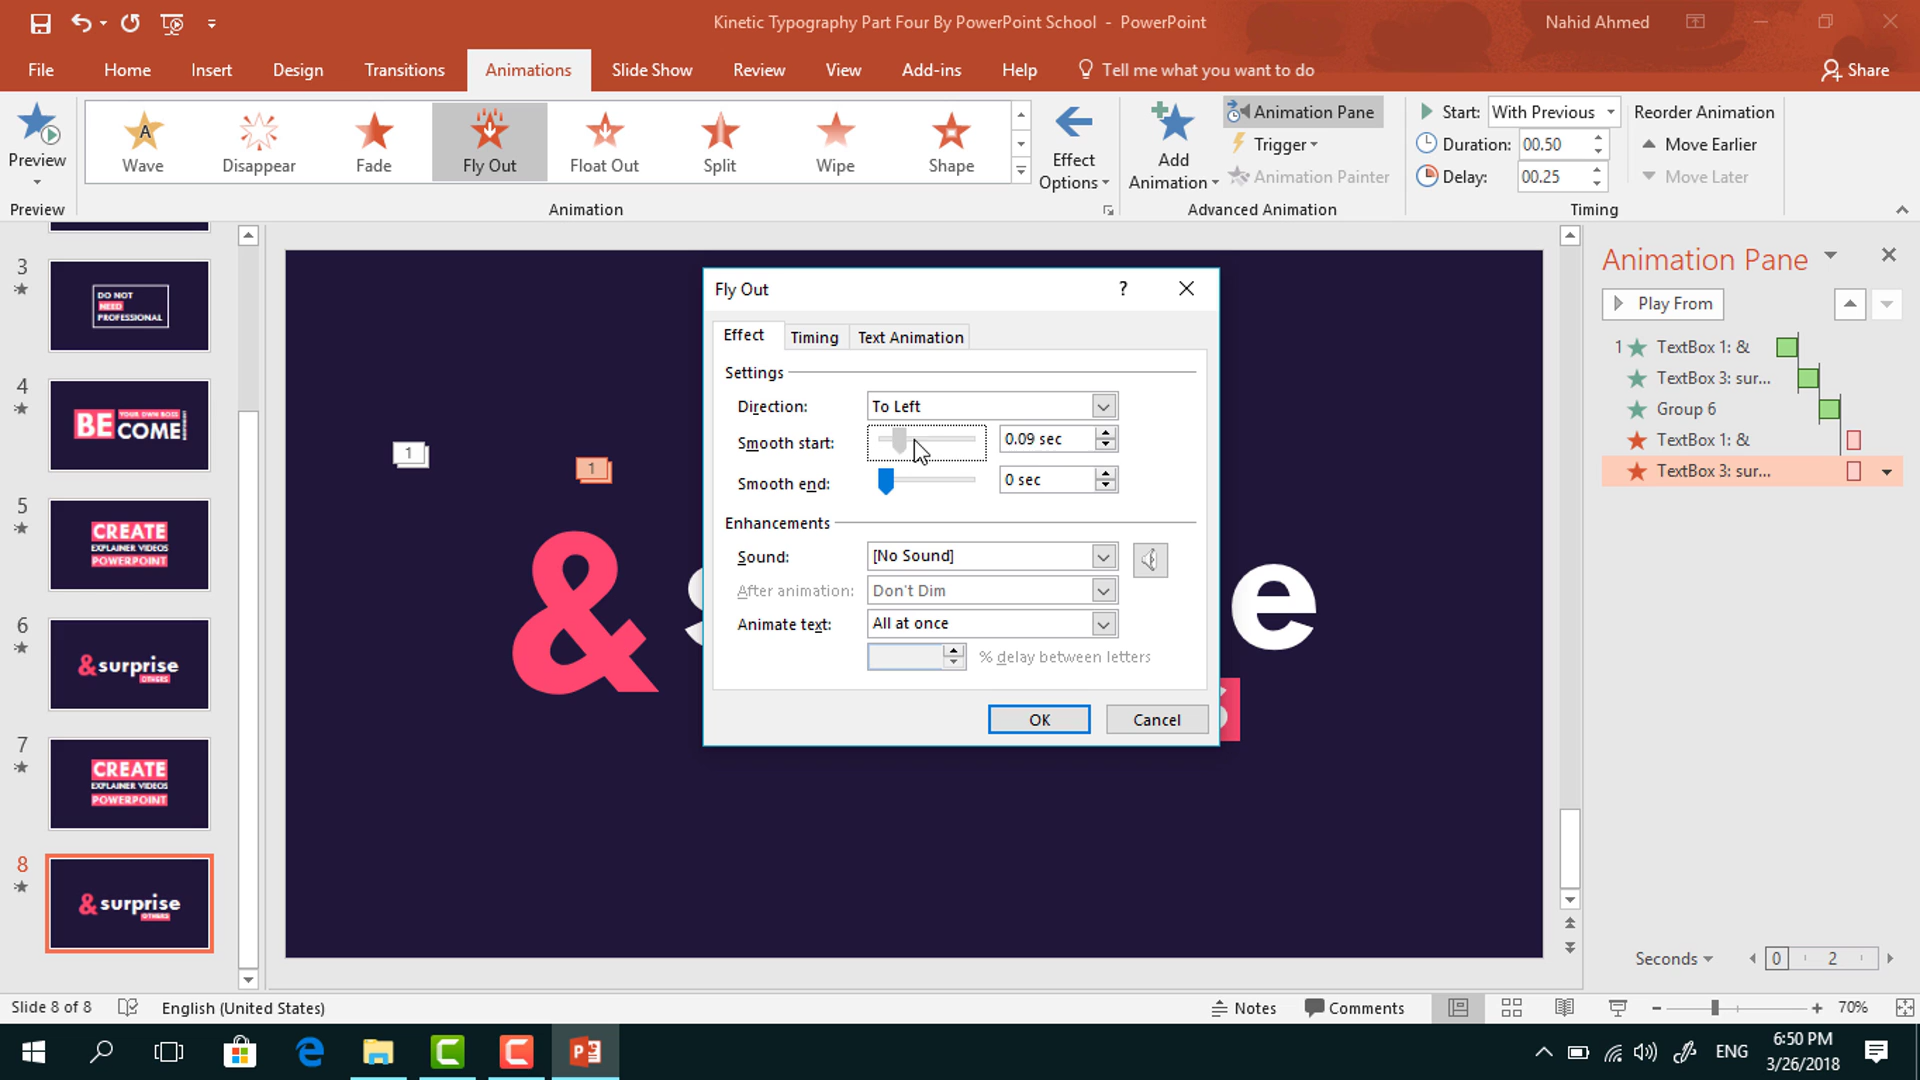 Kinetic Typography Part Four By PowerPoint School - PowerPoint
Nahid Ahmed
File Home Insert Design Transitions Animations Slide Show Review View Add-ins Help Tell me what you want to do Share
Preview
Preview
A
Wave
Disappear
Fade
Fly Out
Float Out
Split
Wipe
Shape
Animation
Effect
Options
Add
Animation
Animation Pane
Trigger
Animation Painter
Advanced Animation
Start: With Previous
Duration: 00.50
Delay: 00.25
Timing
Reorder Animation
Move Earlier
Move Later
3
DO NOT
NEED
PROFESSIONAL
4
BE
YOUR OWN BOSS
COME
5
CREATE
EXPLAINER VIDEOS
POWERPOINT
6
& surprise
OTHERS
7
CREATE
EXPLAINER VIDEOS
POWERPOINT
8
& surprise
OTHERS
1
1
&
e
Fly Out
?
Effect Timing Text Animation
Settings
Direction: To Left
Smooth start: 0.09 sec
Smooth end: 0 sec
Enhancements
Sound: [No Sound]
After animation: Don't Dim
Animate text: All at once
% delay between letters
OK Cancel
Animation Pane
Play From
1 TextBox 1: &
TextBox 3: sur...
Group 6
TextBox 1: &
TextBox 3: sur...
Seconds 0 2
Slide 8 of 8 English (United States)
Notes Comments 70%
ENG
6:50 PM
3/26/2018